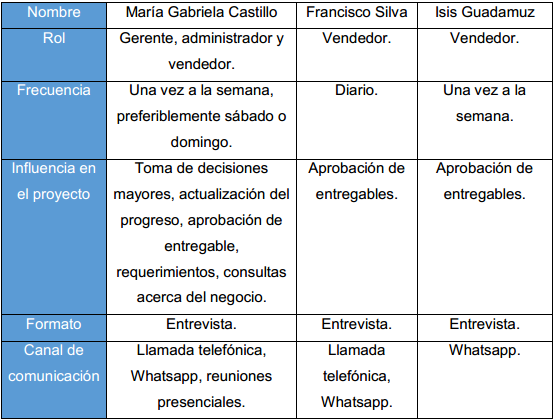 Nombre María Gabriela Castillo Francisco Silva Isis Guadamuz
Rol Gerente, administrador y Vendedor. Vendedor.
vendedor.
Frecuencia Una vez a la semana, Diario. Una vez a la
preferiblemente sábado o semana.
domingo.
Influencia en Toma de decisiones Aprobación de Aprobación de
el proyecto mayores, actualización del entregables. entregables.
progreso, aprobación de
entregable,
requerimientos, consultas
acerca del negocio.
Formato Entrevista. Entrevista. Entrevista.
Canal de Llamada telefónica, Llamada Whatsapp.
comunicación Whatsapp, reuniones telefónica,
presenciales. Whatsapp.